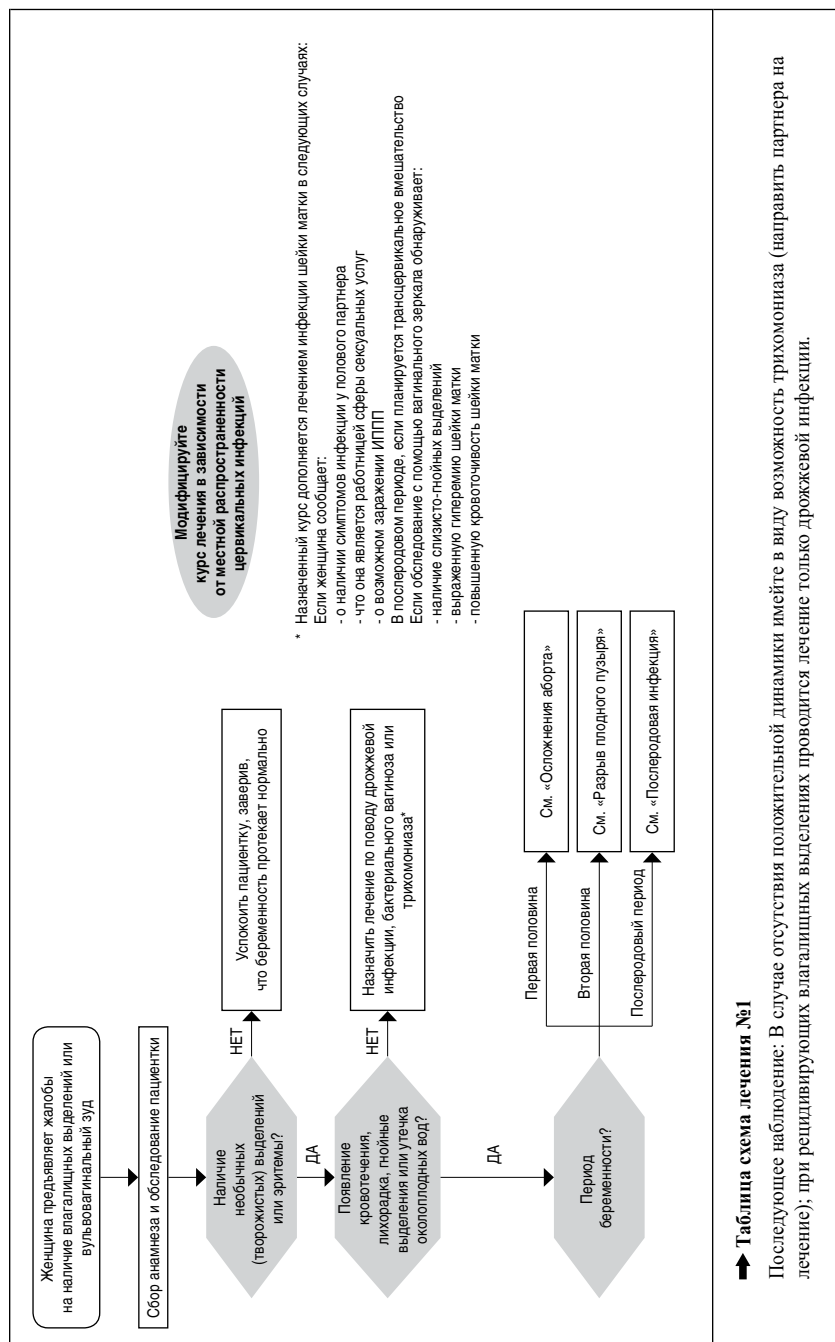 Женщина предъявляет жалобы
на наличие влагалищных выделений или
вульвовагинальный зуд
Сбор анамнеза и обследование пациентки
Наличие
необычных
(творожистых) выделений
или эритемы?
НЕТ
Успокоить пациентку, заверив,
что беременность протекает нормально
ДА
Появление
кровотечения,
лихорадка, гнойные
выделения или утечка
околоплодных вод?
НЕТ
Назначить лечение по поводу дрожжевой
инфекции, бактериального вагиноза или
трихомониаза*
ДА
Период
беременности?
Первая половина
См. «Осложнения аборта»
Вторая половина
См. «Разрыв плодного пузыря»
Послеродовый период
См. «Послеродовая инфекция»
Модифицируйте
курс лечения в зависимости
от местной распространенности
цервикальных инфекций
* Назначенный курс дополняется лечением инфекции шейки матки в следующих случаях:
Если женщина сообщает:
- о наличии симптомов инфекции у полового партнера
- что она является работницей сферы сексуальных услуг
- о возможном заражении ИППП
В послеродовом периоде, если планируется трансцервикальное вмешательство
Если обследование с помощью вагинального зеркала обнаруживает:
- наличие слизисто-гнойных выделений
- выраженную гиперемию шейки матки
- повышенную кровоточивость шейки матки
➡ Таблица схема лечения №1
Последующее наблюдение: В случае отсутствия положительной динамики имейте в виду возможность трихомониаза (направить партнера на
лечение); при рецидивирующих влагалищных выделениях проводится лечение только дрожжевой инфекции.